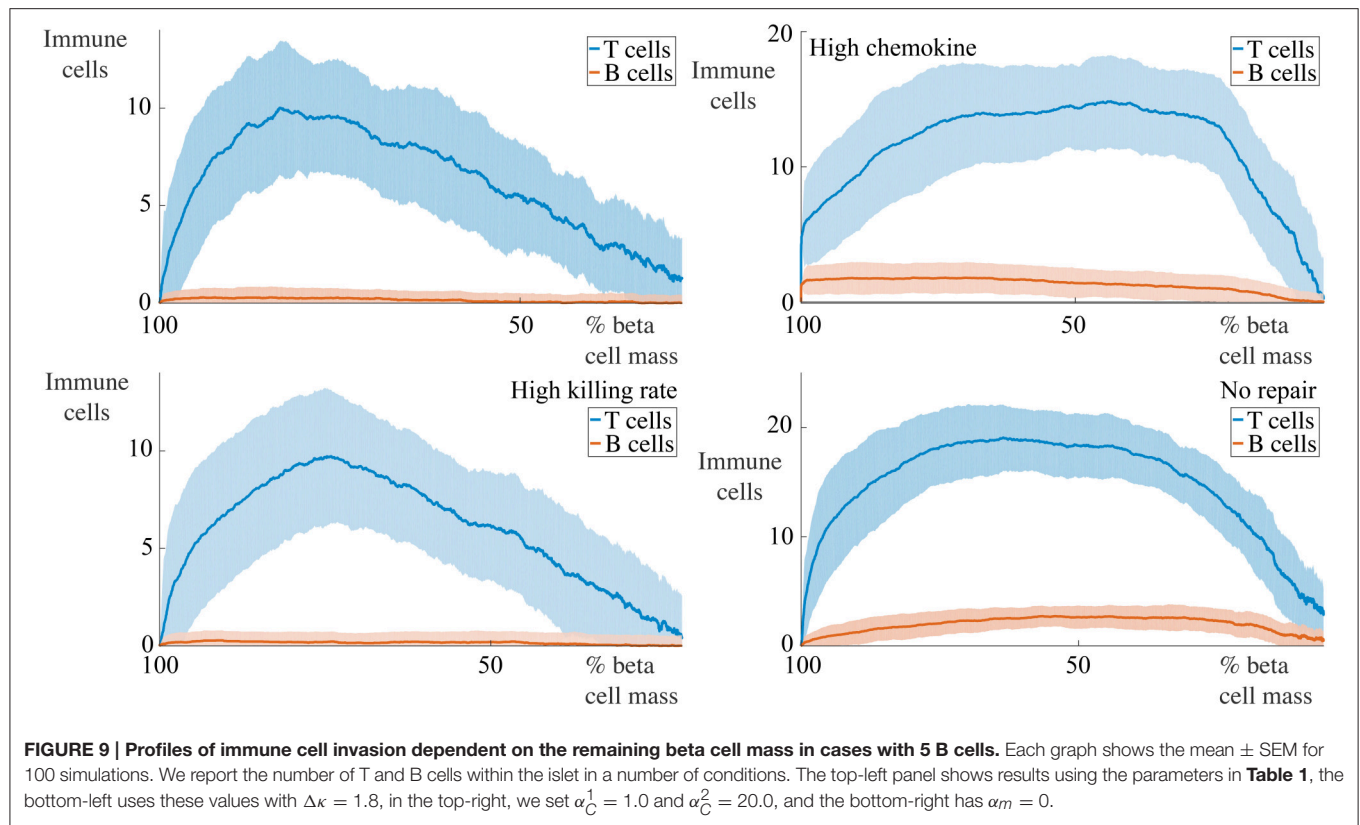 Immune
cells
T cells
B cells
10
5
0
100
50
% beta
cell mass
High chemokine
20
Immune
cells
T cells
B cells
10
0
100
50
% beta
cell mass
Immune
cells
High killing rate
T cells
B cells
10
5
0
100
50
% beta
cell mass
No repair
T cells
B cells
20
Immune
cells
10
0
100
50
% beta
cell mass
FIGURE 9 | Profiles of immune cell invasion dependent on the remaining beta cell mass in cases with 5 B cells. Each graph shows the mean ± SEM for
100 simulations. We report the number of T and B cells within the islet in a number of conditions. The top-left panel shows results using the parameters in Table 1, the
bottom-left uses these values with Δκ = 1.8, in the top-right, we set α¹_C = 1.0 and α²_C = 20.0, and the bottom-right has α_m = 0.